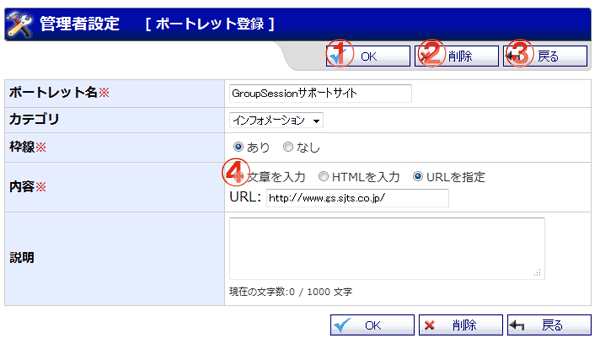 管理者設定 [ ポートレット登録 ]
① OK ② 削除 ③ 戻る
ポートレット名※ GroupSessionサポートサイト
カテゴリ インフォメーション
枠線※ あり なし
内容※ ④ 文章を入力 HTMLを入力 URLを指定
URL: http://www.gs.sjts.co.jp/
説明
現在の文字数:0 / 1000 文字
OK 削除 戻る